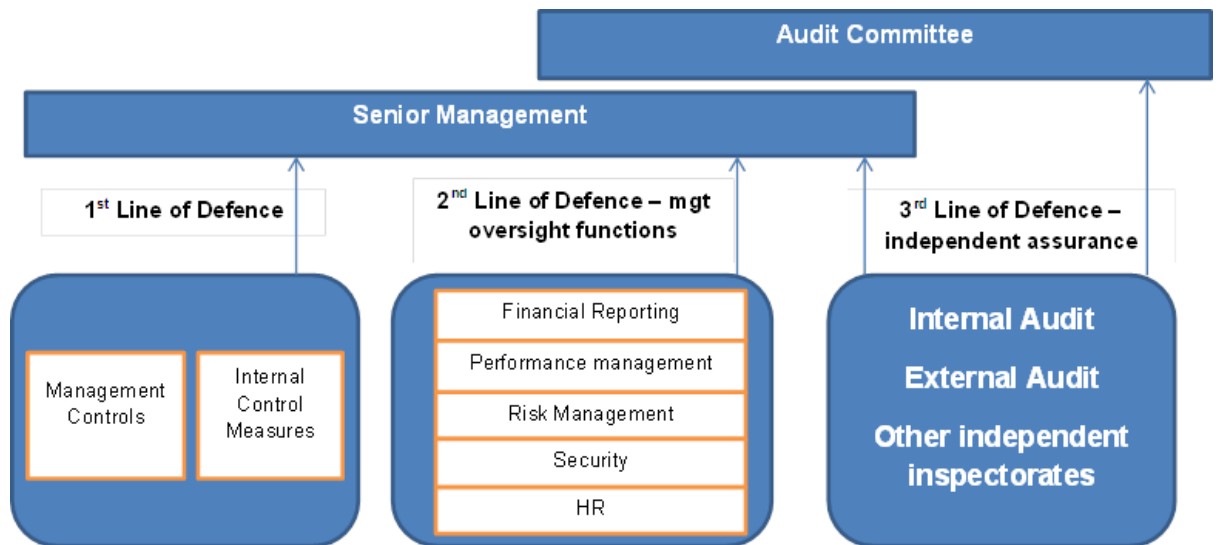 Audit Committee
Senior Management
1st Line of Defence
2nd Line of Defence – mgt
oversight functions
3rd Line of Defence –
independent assurance
Management
Controls
Internal
Control
Measures
Financial Reporting
Performance management
Risk Management
Security
HR
Internal Audit
External Audit
Other independent
inspectorates